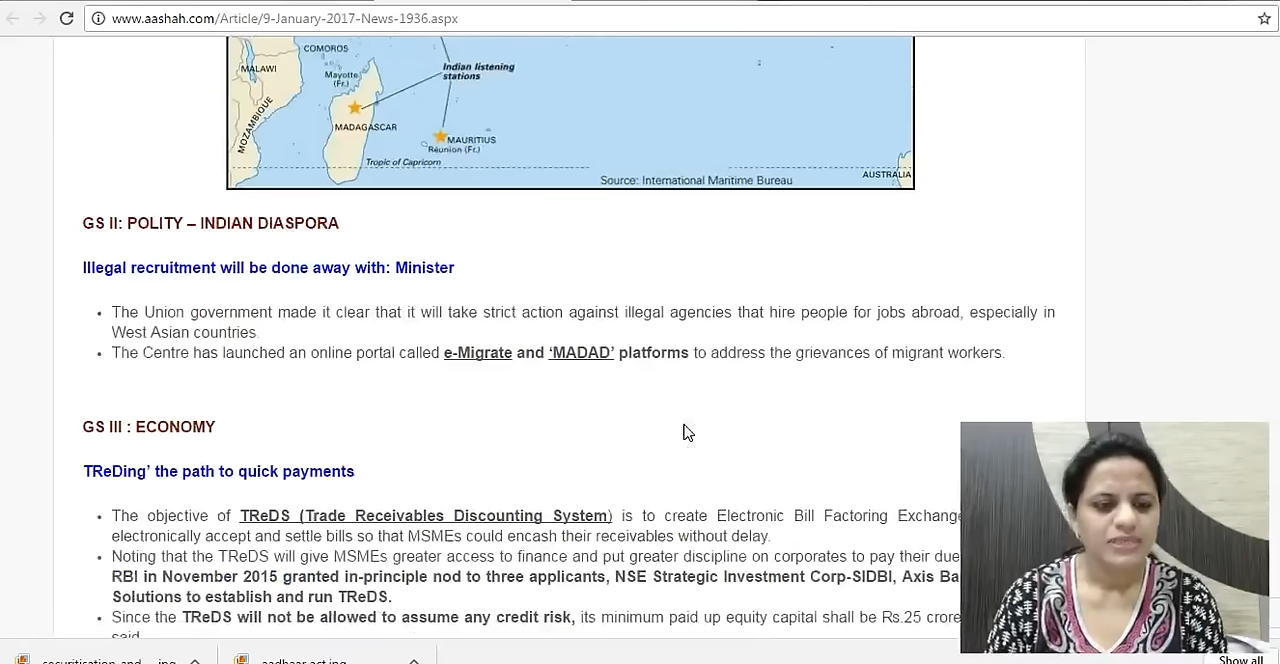 www.aashah.com/Article/9-January-2017-News-1936.aspx
COMOROS
Indian listening
stations
MALAWI
Mayotte
(Fr.)
MOZAMBIQUE
MADAGASCAR
MAURITIUS
Réunion (Fr.)
Tropic of Capricorn
AUSTRALIA
Source: International Maritime Bureau
GS II: POLITY – INDIAN DIASPORA
Illegal recruitment will be done away with: Minister
• The Union government made it clear that it will take strict action against illegal agencies that hire people for jobs abroad, especially in
West Asian countries.
• The Centre has launched an online portal called e-Migrate and ‘MADAD’ platforms to address the grievances of migrant workers.
GS III : ECONOMY
TReDing’ the path to quick payments
• The objective of TReDS (Trade Receivables Discounting System) is to create Electronic Bill Factoring Exchange
electronically accept and settle bills so that MSMEs could encash their receivables without delay.
• Noting that the TReDS will give MSMEs greater access to finance and put greater discipline on corporates to pay their due
RBI in November 2015 granted in-principle nod to three applicants, NSE Strategic Investment Corp-SIDBI, Axis Ba
Solutions to establish and run TReDS.
• Since the TReDS will not be allowed to assume any credit risk, its minimum paid up equity capital shall be Rs.25 crore
said
Show all